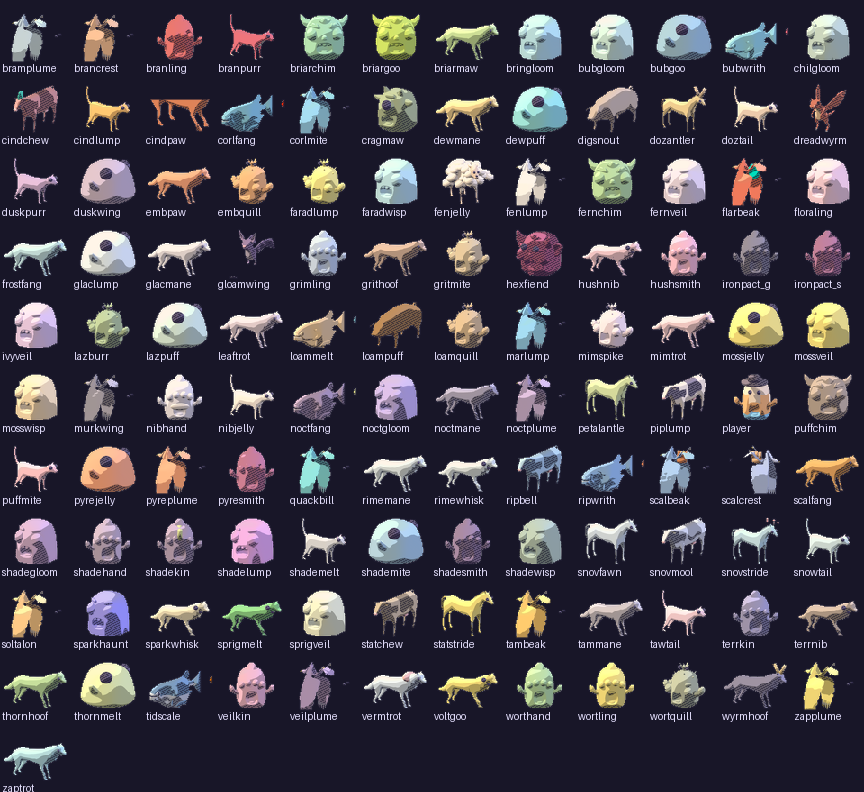 bramplume brancrest branling branpurr briarchim briargoo briarmaw bringloom bubgloom bubgoo bubwrith chilgloom
cindchew cindlump cindpaw corlfang corlmite cragmaw dewmane dewpuff digsnout dozantler doztail dreadwyrm
duskpurr duskwing embpaw embquill faradlump faradwisp fenjelly fenlump fernchim fernveil flarbeak floraling
frostfang glaclump glacmane gloamwing grimling grithoof gritmite hexfiend hushnib hushsmith ironpact_g ironpact_s
ivyveil lazburr lazpuff leaftrot loammelt loampuff loamquill marlump mimspike mimtrot mossjelly mossveil
mosswisp murkwing nibhand nibjelly noctfang noctgloom noctmane noctplume petalantle piplump player puffchim
puffmite pyrejelly pyreplume pyresmith quackbill rimemane rimewhisk ripbell ripwrith scalbeak scalcrest scalfang
shadegloom shadehand shadekin shadelump shademelt shademite shadesmith shadewisp snovfawn snovmool snovstride snowtail
soltalon sparkhaunt sparkwhisk sprigmelt sprigveil statchew statstride tambeak tammane tawtail terrkin terrnib
thornhoof thornmelt tidscale veilkin veilplume vermtrot voltgoo worthand wortling wortquill wyrmhoof zapplume
zaptrot